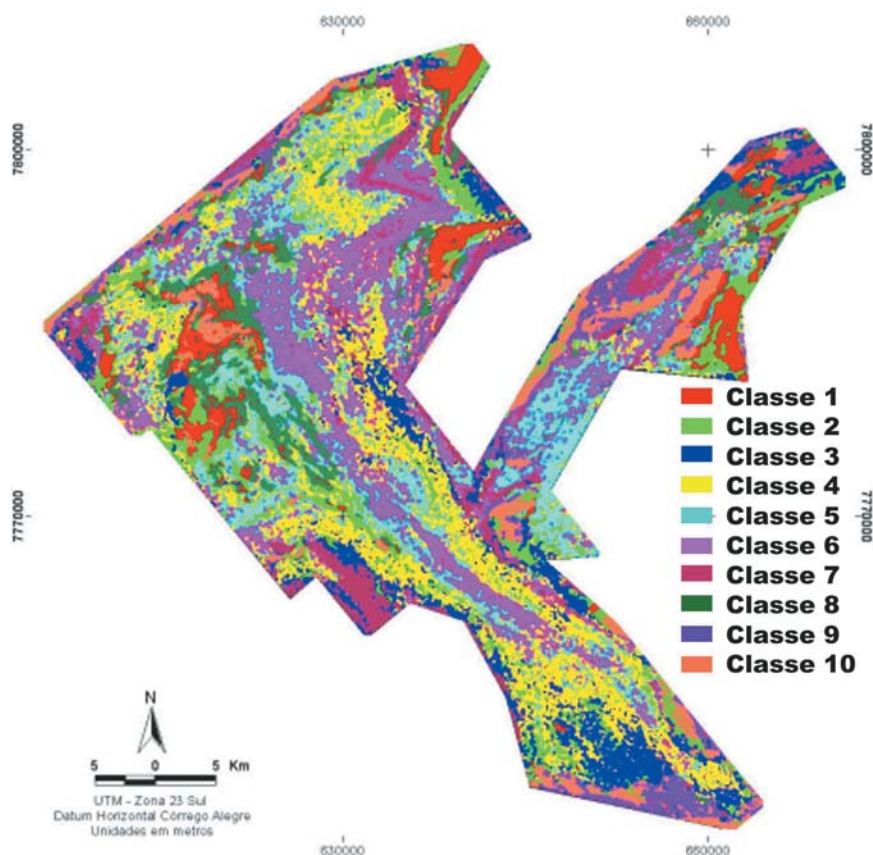 630000
660000
7800000
7800000
Classe 1
Classe 2
Classe 3
Classe 4
Classe 5
Classe 6
Classe 7
Classe 8
Classe 9
Classe 10
7770000
7770000
N
5 0 5 Km
UTM - Zona 23 Sul
Datum Horizontal Córrego Alegre
Unidades em metros
630000
660000